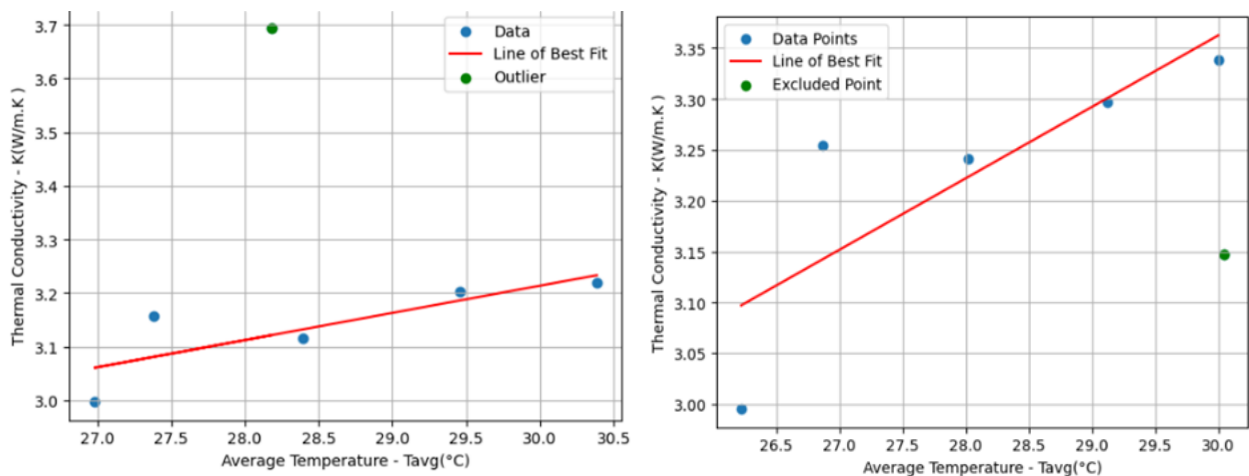 3.7
3.6
3.5
3.4
3.3
3.2
3.1
3.0
Thermal Conductivity - K(W/m.K )
Data
Line of Best Fit
Outlier
27.0 27.5 28.0 28.5 29.0 29.5 30.0 30.5
Average Temperature - Tavg(°C)
3.35
3.30
3.25
3.20
3.15
3.10
3.05
3.00
Thermal Conductivity - K(W/m.K )
Data Points
Line of Best Fit
Excluded Point
26.5 27.0 27.5 28.0 28.5 29.0 29.5 30.0
Average Temperature - Tavg(°C)